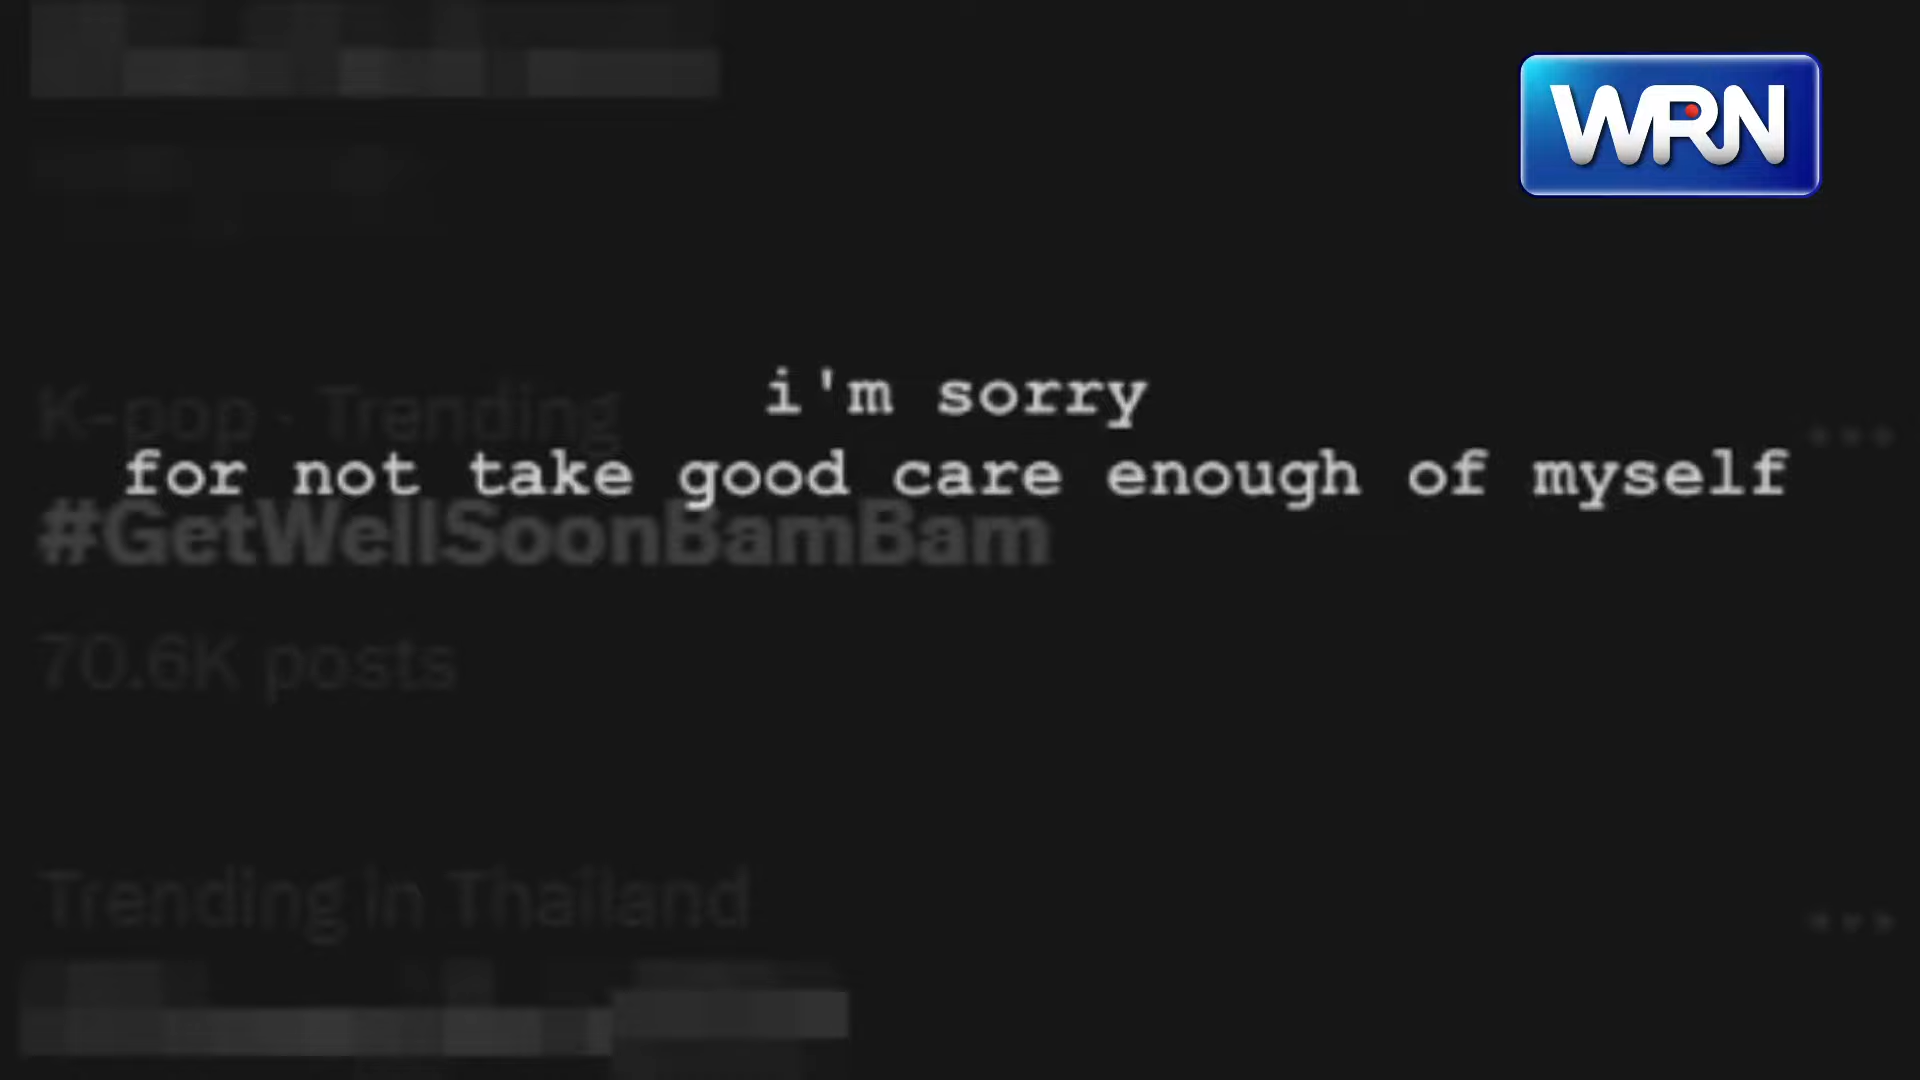 WRN
i'm sorry
K-pop · Trending
for not take good care enough of myself
#GetWellSoonBamBam
70.6K posts
Trending in Thailand